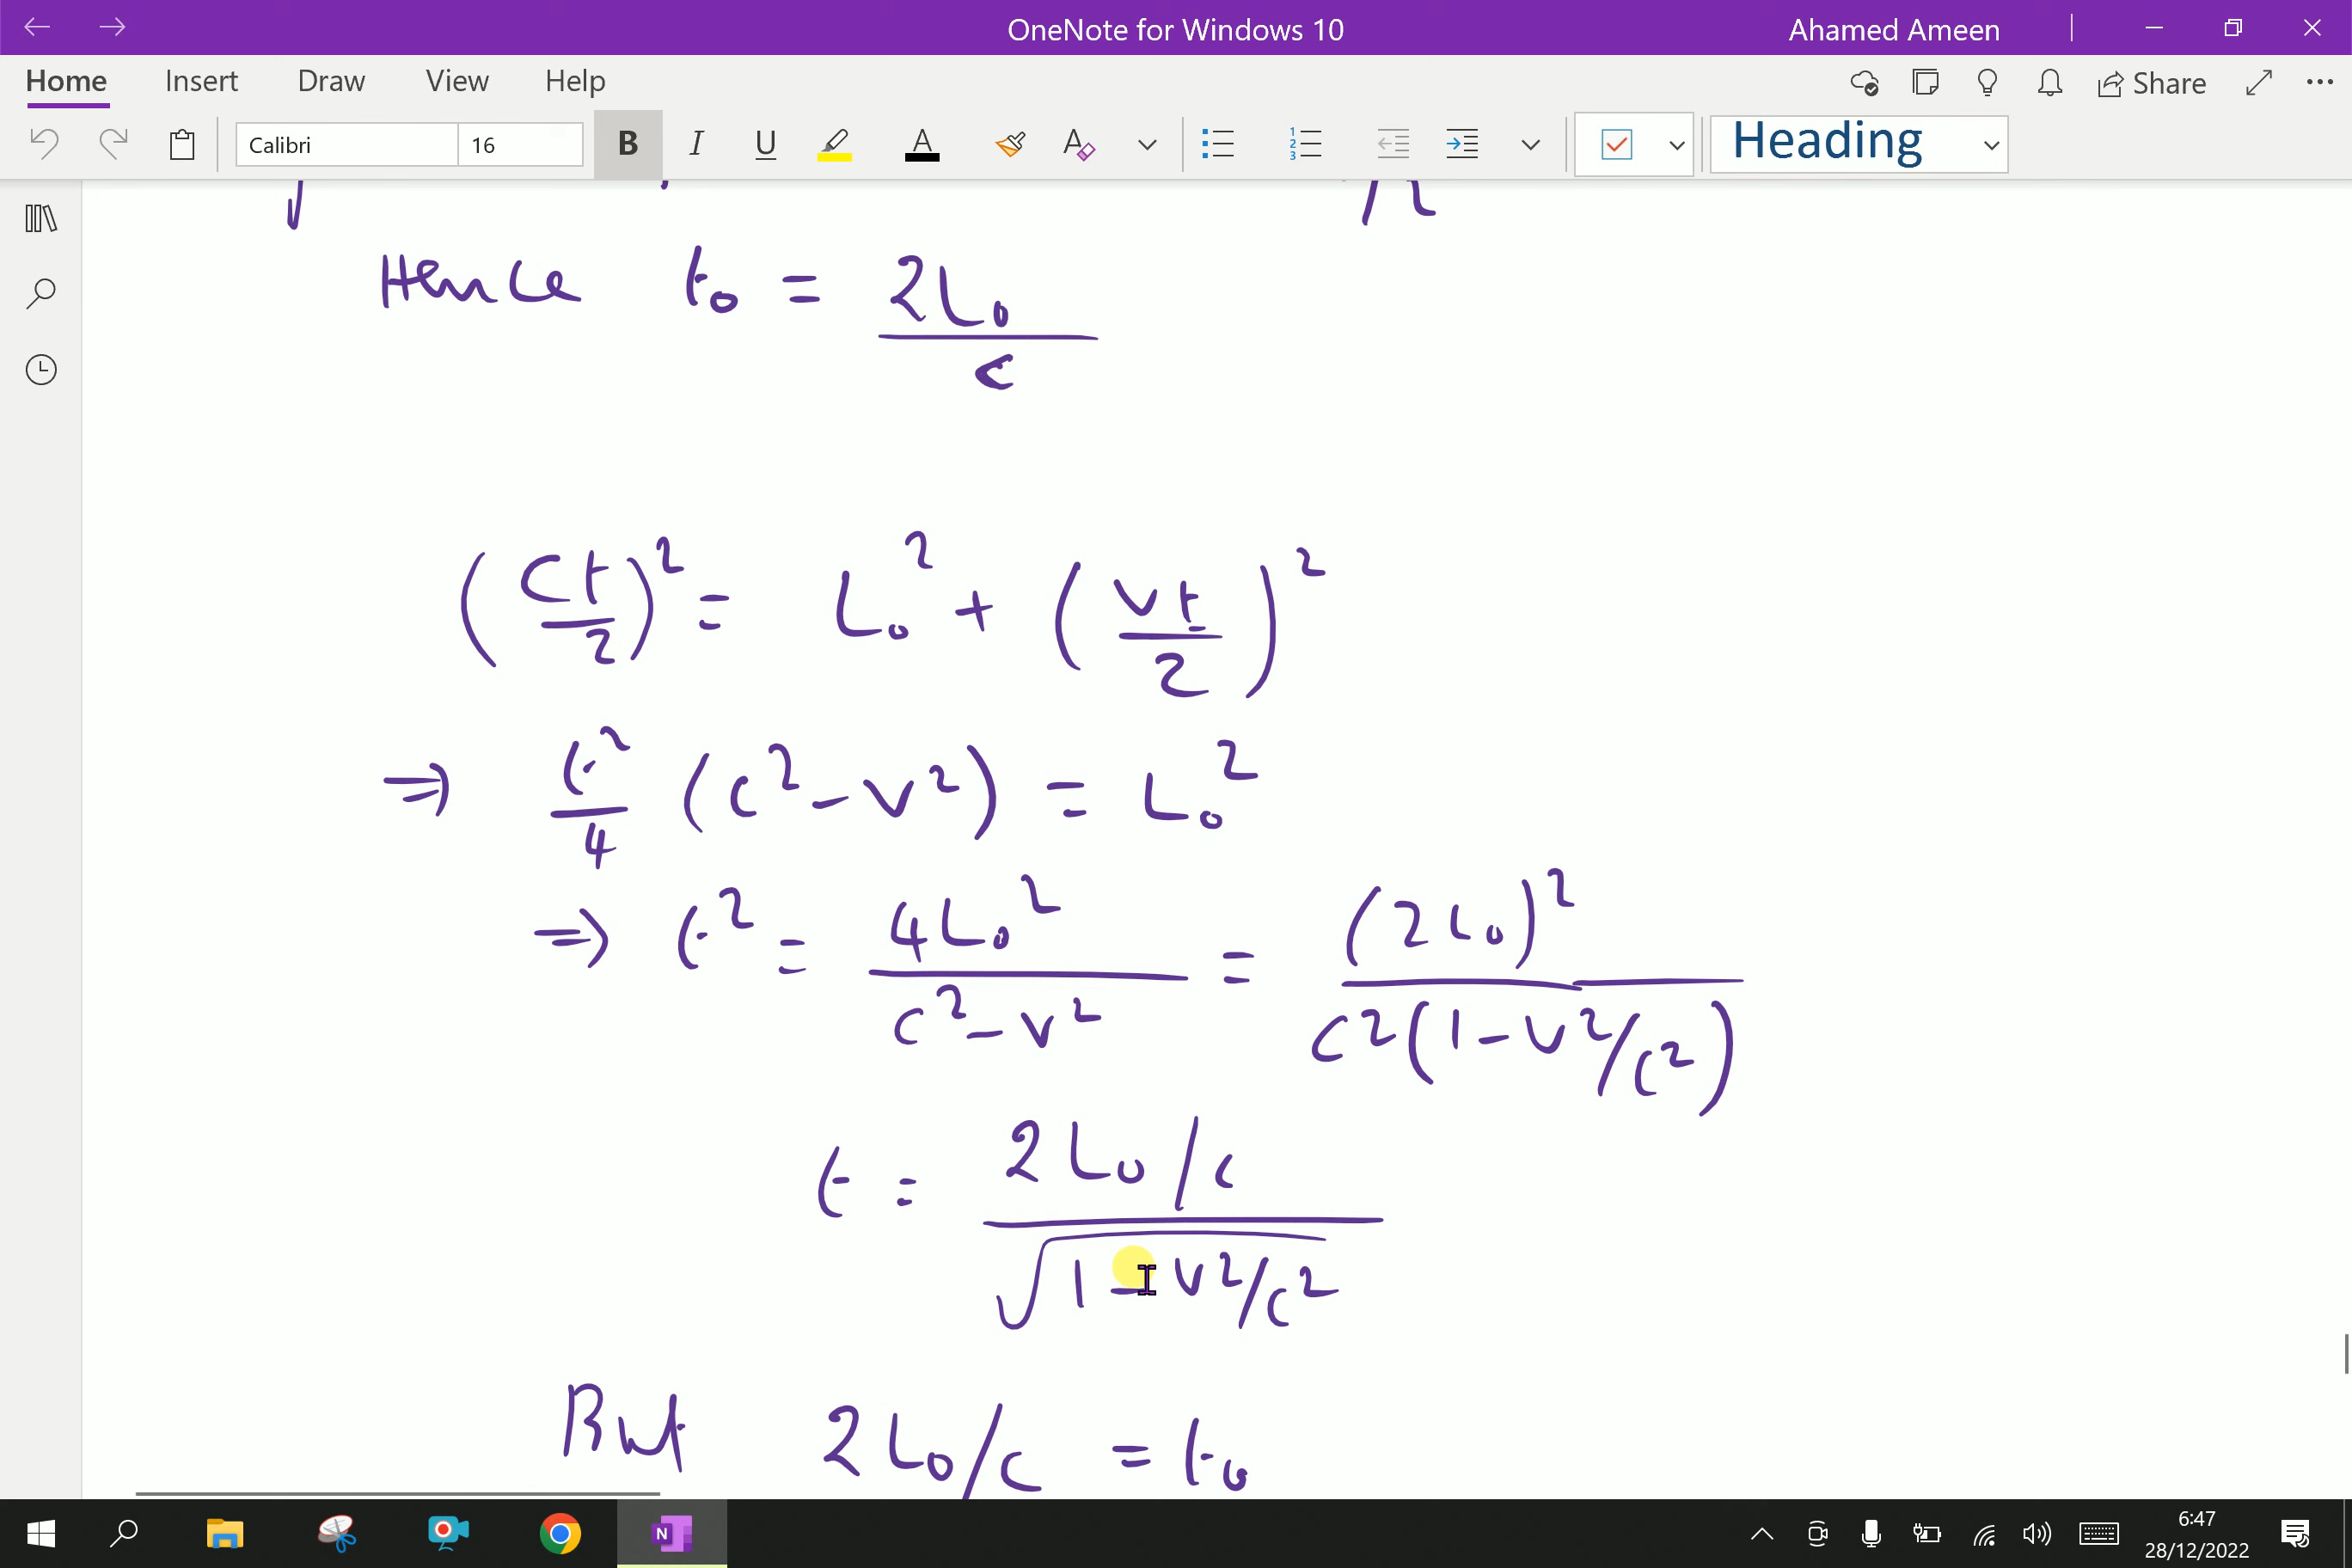 OneNote for Windows 10 Ahamed Ameen
Home Insert Draw View Help Share
Calibri 16 B I U A A Heading
Hence t₀ = 2L₀/c
(Ct/2)² = L₀² + (Vt/2)²
⇒ t²/4 (c² − v²) = L₀²
⇒ t² = 4L₀²/(c² − v²) = (2L₀)²/(c²(1 − v²/c²))
t = (2L₀/c)/√(1 − v²/c²)
But 2L₀/c = t₀
6:47
28/12/2022